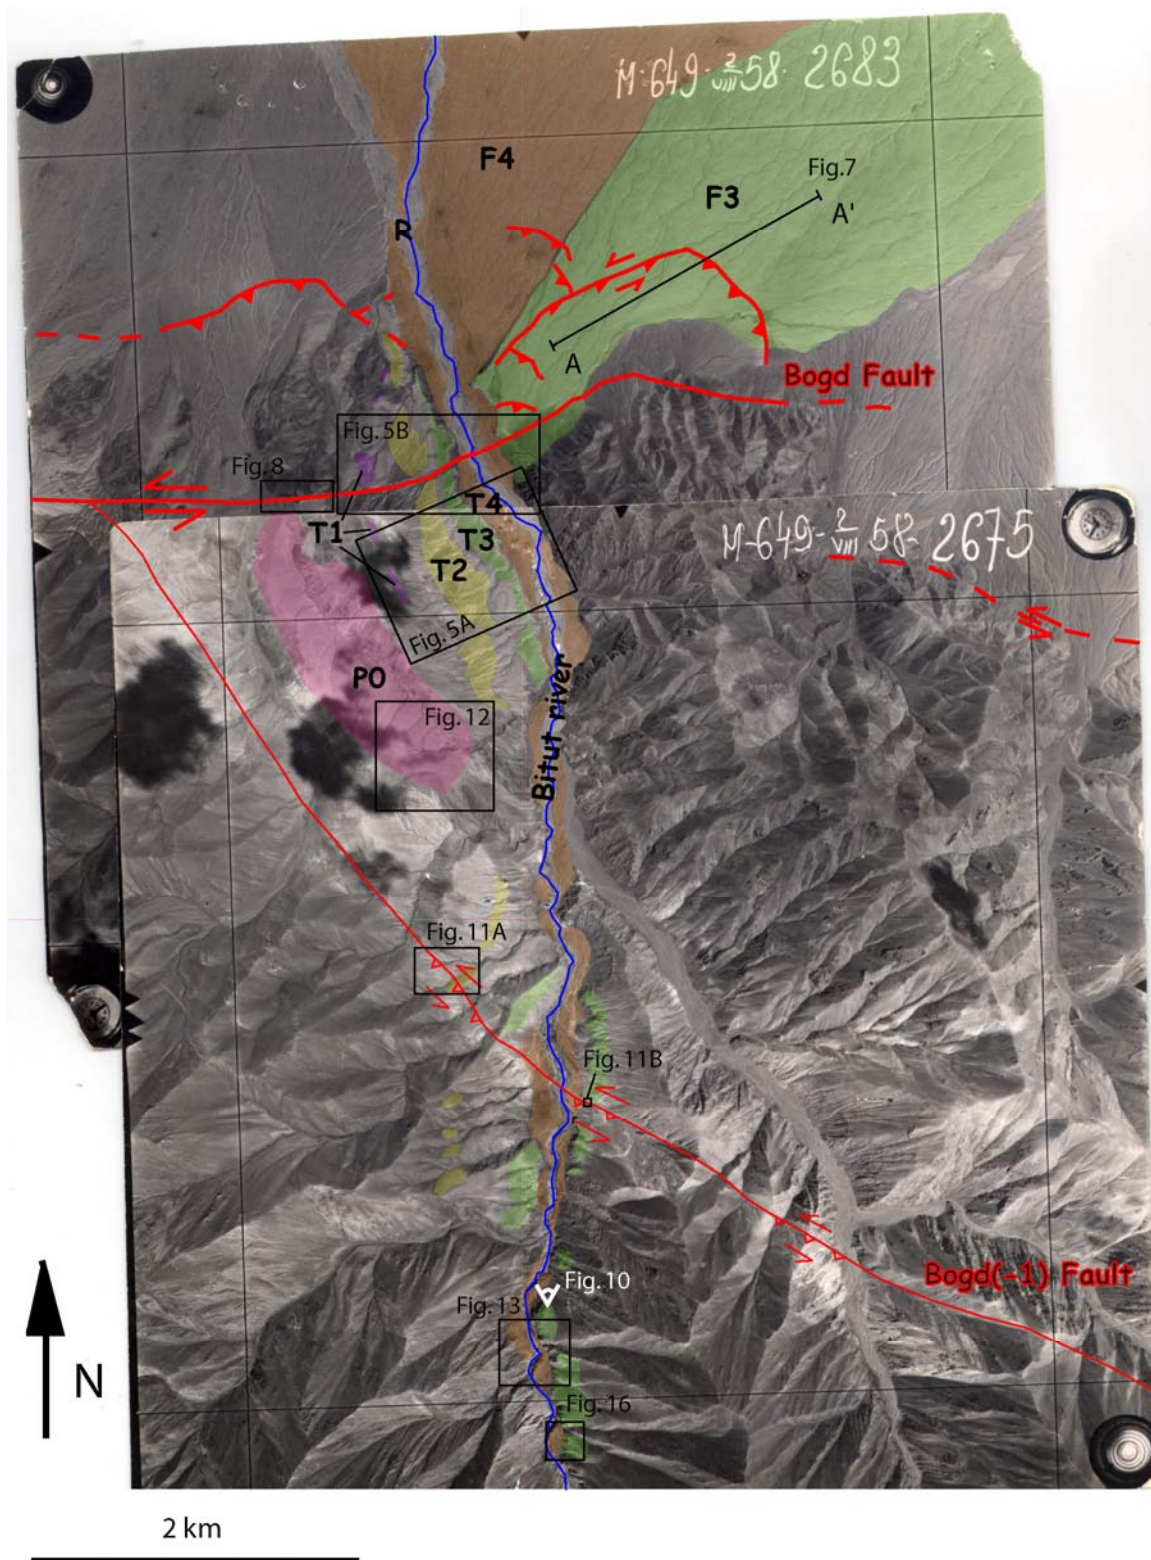 M-649-2/VIII 58- 2683
F4
Fig.7
F3
A'
R
A
Bogd Fault
Fig. 5B
Fig. 8
T4
T1
T3
M-649-2/VIII 58- 2675
T2
Fig. 5A
P0
Fig. 12
Bitut river
Fig. 11A
Fig. 11B
Bogd(-1) Fault
Fig. 10
Fig. 13
N
Fig. 16
2 km